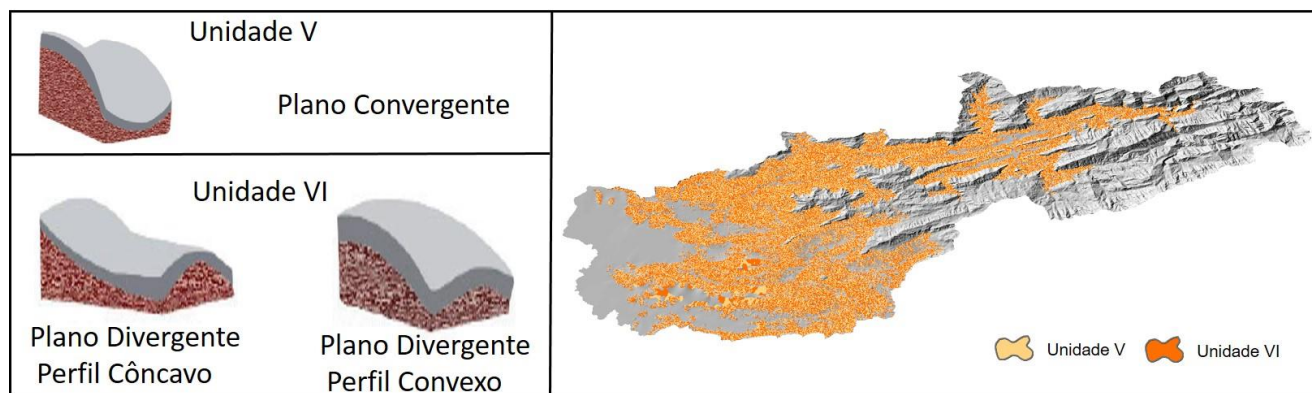 Unidade V
Plano Convergente
Unidade VI
Plano Divergente
Perfil Côncavo
Plano Divergente
Perfil Convexo
Unidade V
Unidade VI